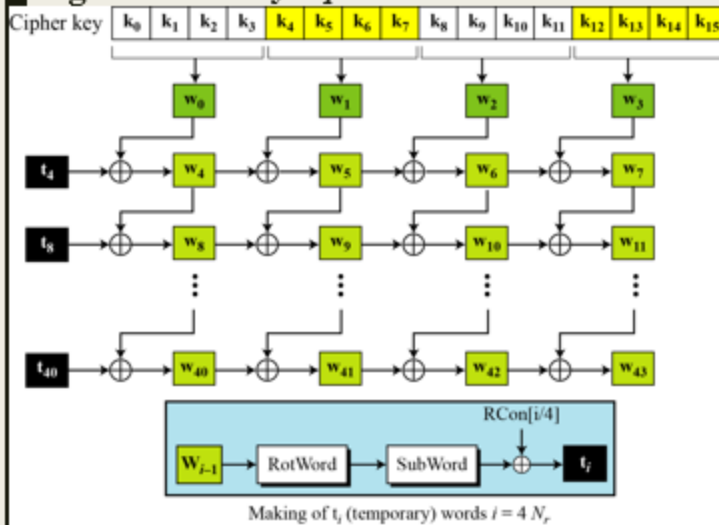 Cipher key k₀ k₁ k₂ k₃ k₄ k₅ k₆ k₇ k₈ k₉ k₁₀ k₁₁ k₁₂ k₁₃ k₁₄ k₁₅
w₀ w₁ w₂ w₃
t₄ w₄ w₅ w₆ w₇
t₈ w₈ w₉ w₁₀ w₁₁
t₄₀ w₄₀ w₄₁ w₄₂ w₄₃
RCon[i/4]
Wᵢ₋₁ RotWord SubWord tᵢ
Making of tᵢ (temporary) words i = 4 Nᵣ